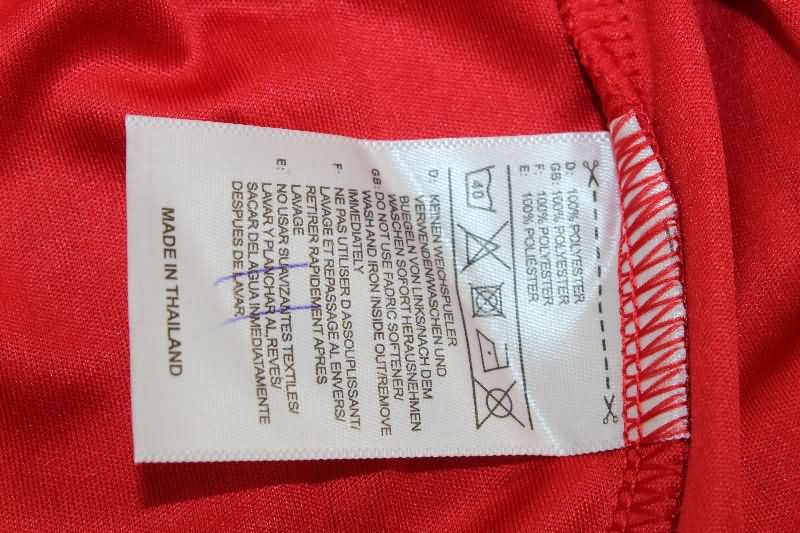 D: 100% POLYESTER
GB: 100% POLYESTER
F: 100% POLYESTER
E: 100% POLIÉSTER
40
D: KEINEN WEICHSPUELER
VERWENDEN/WASCHEN UND
BUEGELN VON LINKS/NACH DEM
WASCHEN SOFORT HERAUSNEHMEN
GB: DO NOT USE FABRIC SOFTENER/
WASH AND IRON INSIDE OUT/REMOVE
IMMEDIATELY
F: NE PAS UTILISER D ASSOUPLISSANT/
LAVAGE ET REPASSAGE AL ENVERS/
RETIRER RAPIDEMENT APRES
LAVAGE
E: NO USAR SUAVIZANTES TEXTILES/
LAVAR Y PLANCHAR AL, REVES/
SACAR DEL AGUA INMEDIATAMENTE
DESPUES DE LAVAR
MADE IN THAILAND